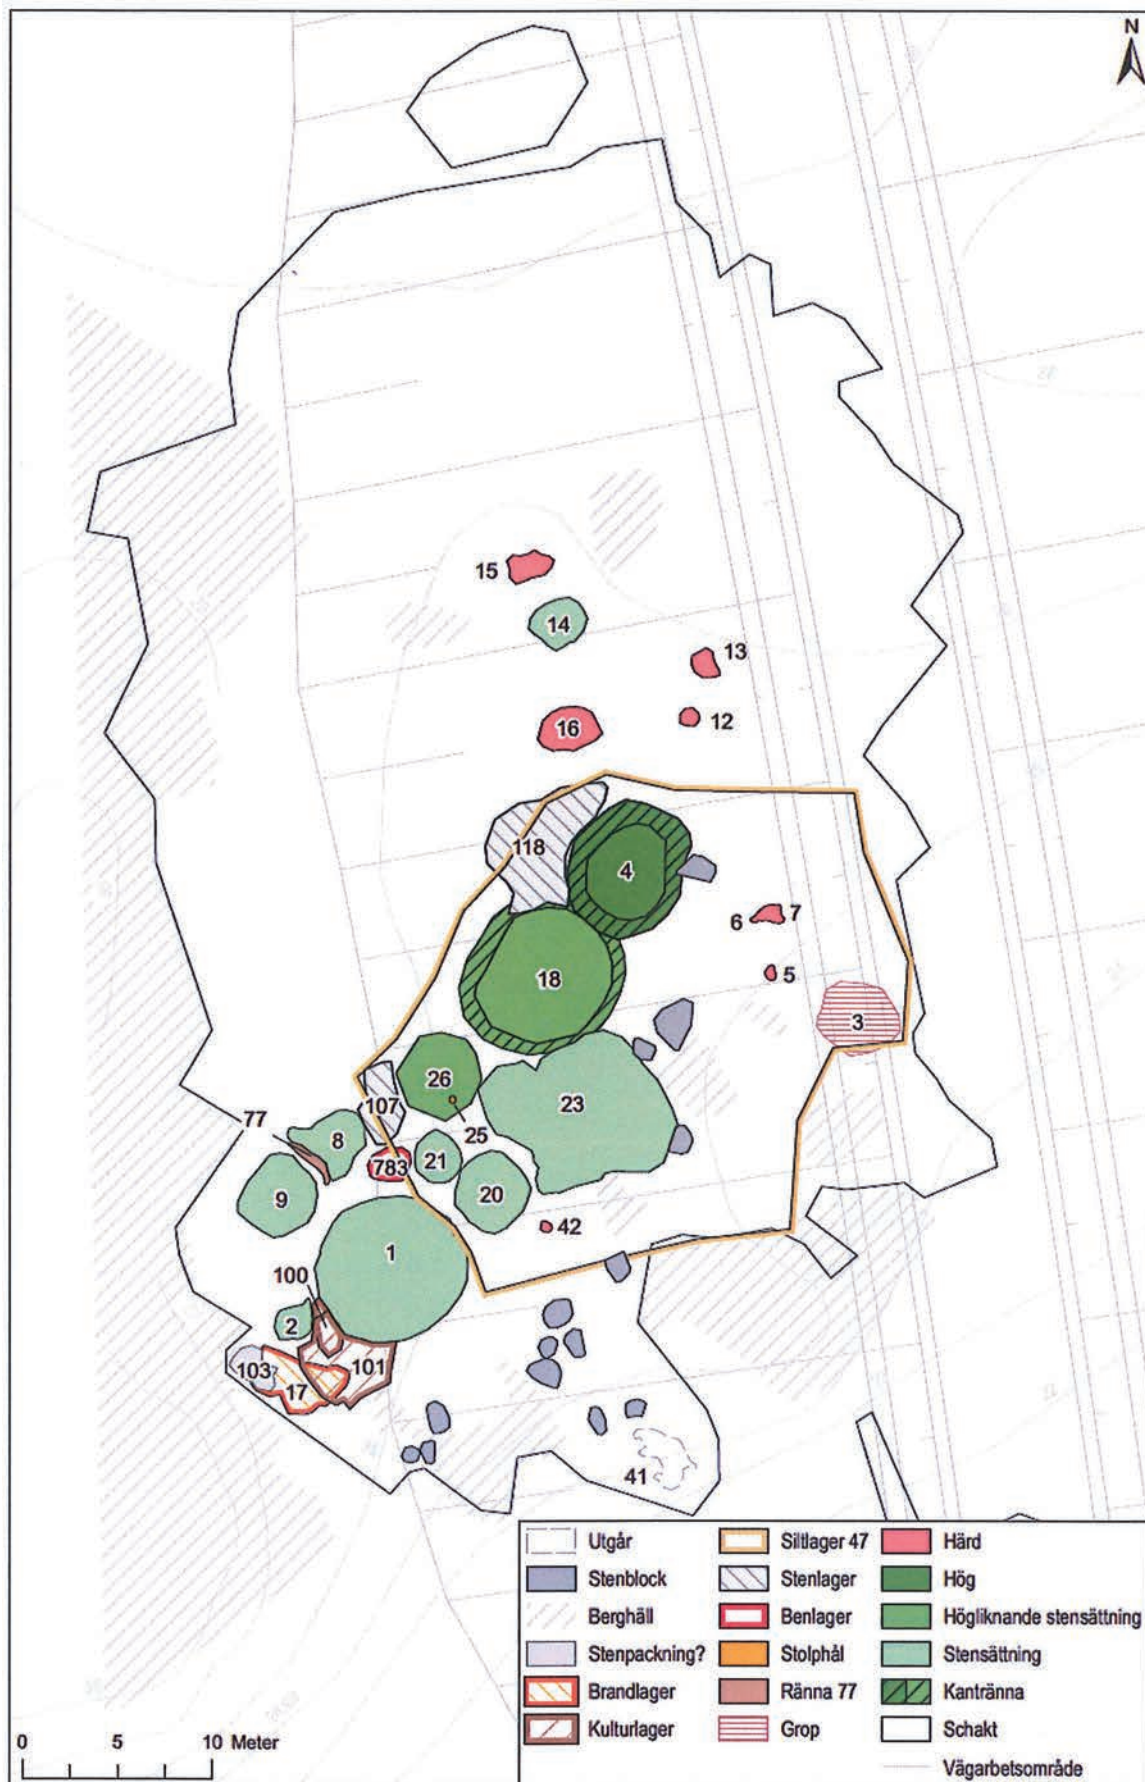 N
15
14
13
12
16
118
4
6
7
18
5
3
26
107
25
23
77
8
783
21
20
9
42
1
100
2
101
103
17
41
Utgår
Stenblock
Berghäll
Stenpackning?
Brandlager
Kulturlager
Siltlager 47
Stenlager
Benlager
Stolphål
Ränna 77
Grop
Härd
Hög
Högliknande stensättning
Stensättning
Kantränna
Schakt
Vägarbetsområde
0 5 10 Meter